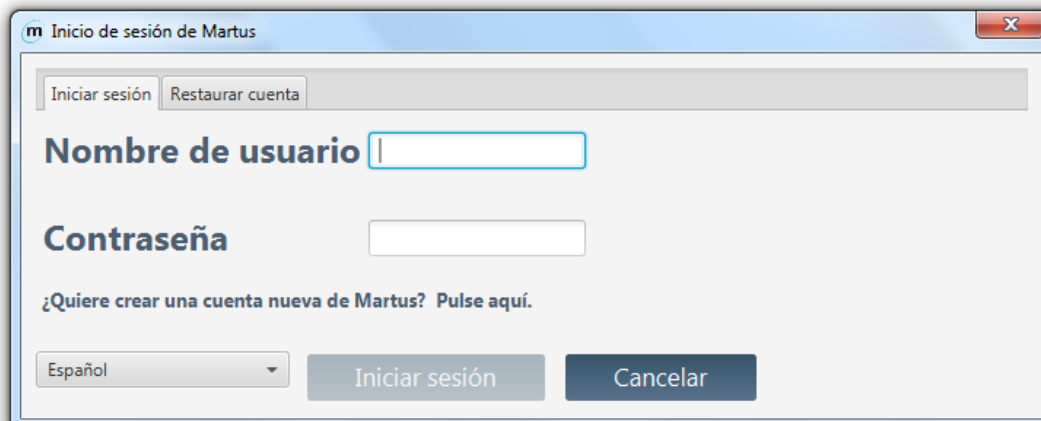 m Inicio de sesión de Martus
X
Iniciar sesión Restaurar cuenta
Nombre de usuario
Contraseña
¿Quiere crear una cuenta nueva de Martus? Pulse aquí.
Español Iniciar sesión Cancelar